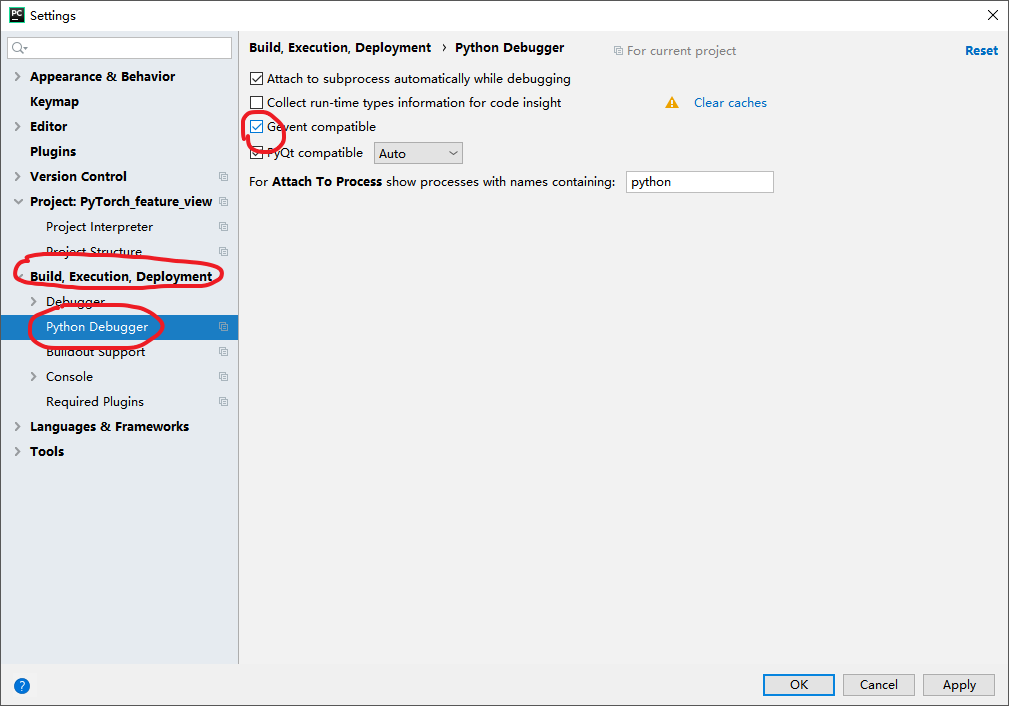 PC
Settings
Build, Execution, Deployment › Python Debugger
For current project
Reset
Appearance & Behavior
Keymap
Editor
Plugins
Version Control
Project: PyTorch_feature_view
Project Interpreter
Project Structure
Build, Execution, Deployment
Debugger
Python Debugger
Buildout Support
Console
Required Plugins
Languages & Frameworks
Tools
Attach to subprocess automatically while debugging
Collect run-time types information for code insight
Clear caches
Gevent compatible
PyQt compatible
Auto
For Attach To Process show processes with names containing:
python
?
OK
Cancel
Apply